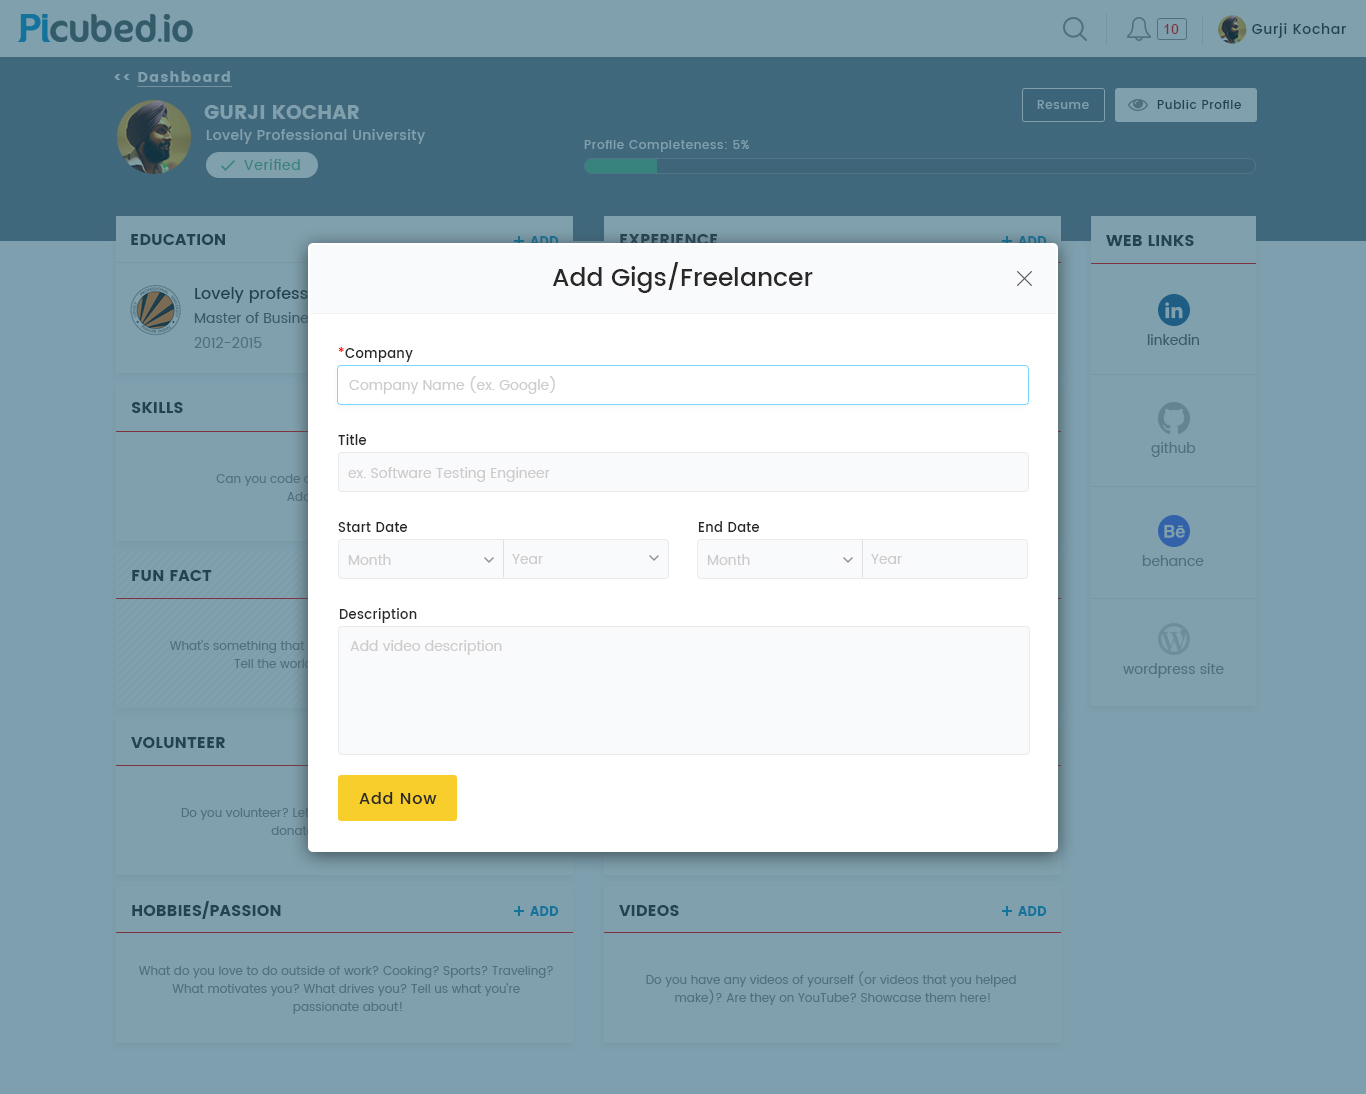 Picubed.io
10
Gurji Kochar
<< Dashboard
GURJI KOCHAR
Lovely Professional University
Verified
Resume
Public Profile
Profile Completeness: 5%
EDUCATION
+ ADD
EXPERIENCE
+ ADD
WEB LINKS
Lovely profess
Master of Busine
2012-2015
in
linkedin
github
Bē
behance
wordpress site
SKILLS
Can you code
Add
FUN FACT
What's something that
Tell the world
VOLUNTEER
Do you volunteer? Let
donat
Add Gigs/Freelancer
*Company
Company Name (ex. Google)
Title
ex. Software Testing Engineer
Start Date
End Date
Month
Year
Month
Year
Description
Add video description
Add Now
HOBBIES/PASSION
+ ADD
What do you love to do outside of work? Cooking? Sports? Traveling?
What motivates you? What drives you? Tell us what you're
passionate about!
VIDEOS
+ ADD
Do you have any videos of yourself (or videos that you helped
make)? Are they on YouTube? Showcase them here!